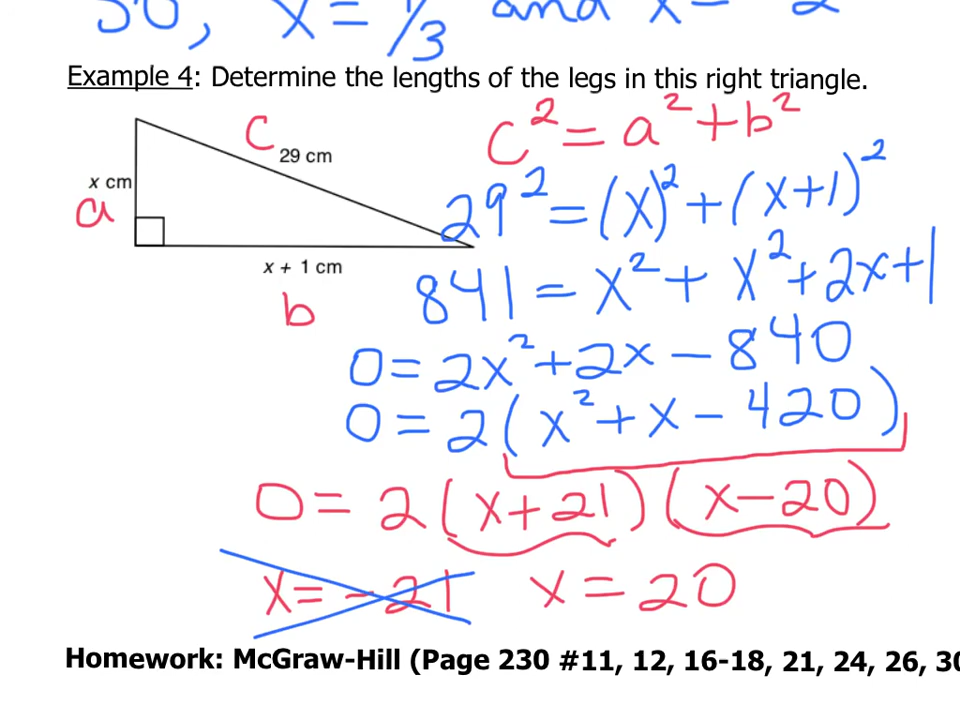 x = 1/3 and x =
Example 4: Determine the lengths of the legs in this right triangle.
c² = a² + b²
c
29 cm
x cm
a
29² = (x)² + (x+1)²
x + 1 cm
b
841 = x² + x² + 2x + 1
0 = 2x² + 2x - 840
0 = 2(x² + x - 420)
0 = 2(x+21)(x-20)
x = -21 x = 20
Homework: McGraw-Hill (Page 230 #11, 12, 16-18, 21, 24, 26, 30